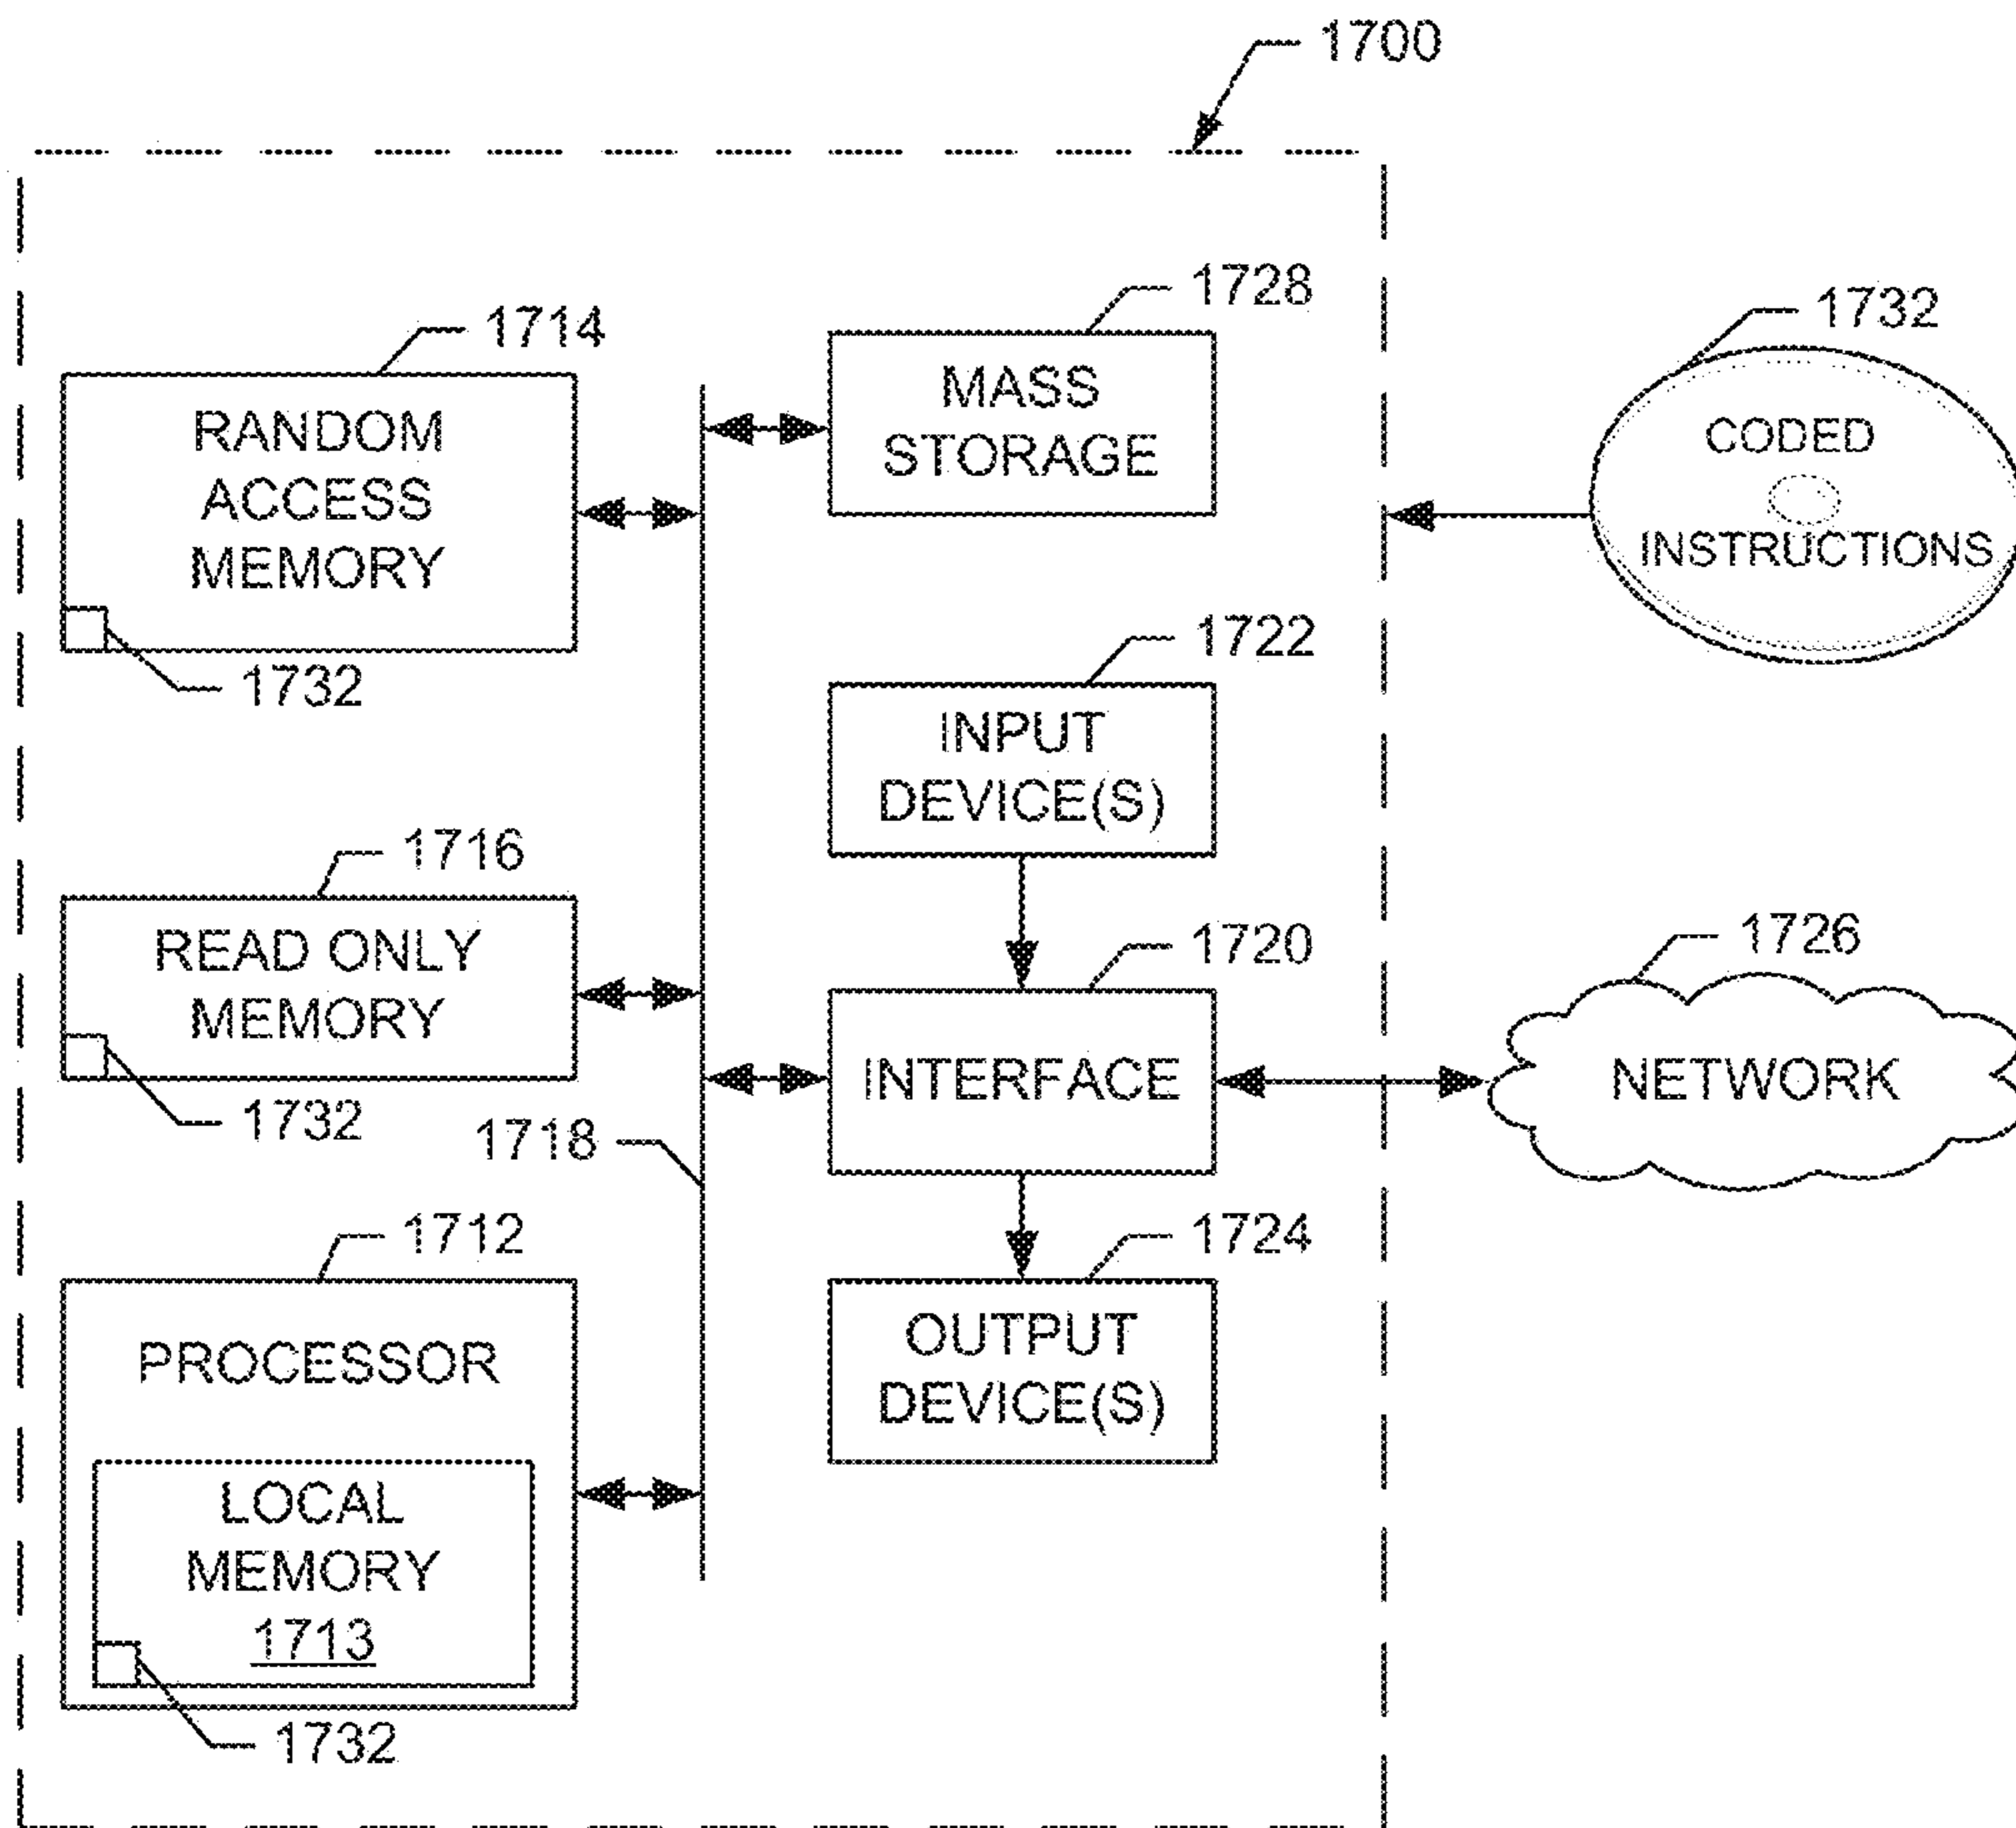 1700
1714
RANDOM
ACCESS
MEMORY
1732
1728
MASS
STORAGE
1732
CODED
INSTRUCTIONS
1722
INPUT
DEVICE(S)
1716
READ ONLY
MEMORY
1732
1718
1720
INTERFACE
1726
NETWORK
1712
PROCESSOR
LOCAL
MEMORY
1713
1732
1724
OUTPUT
DEVICE(S)